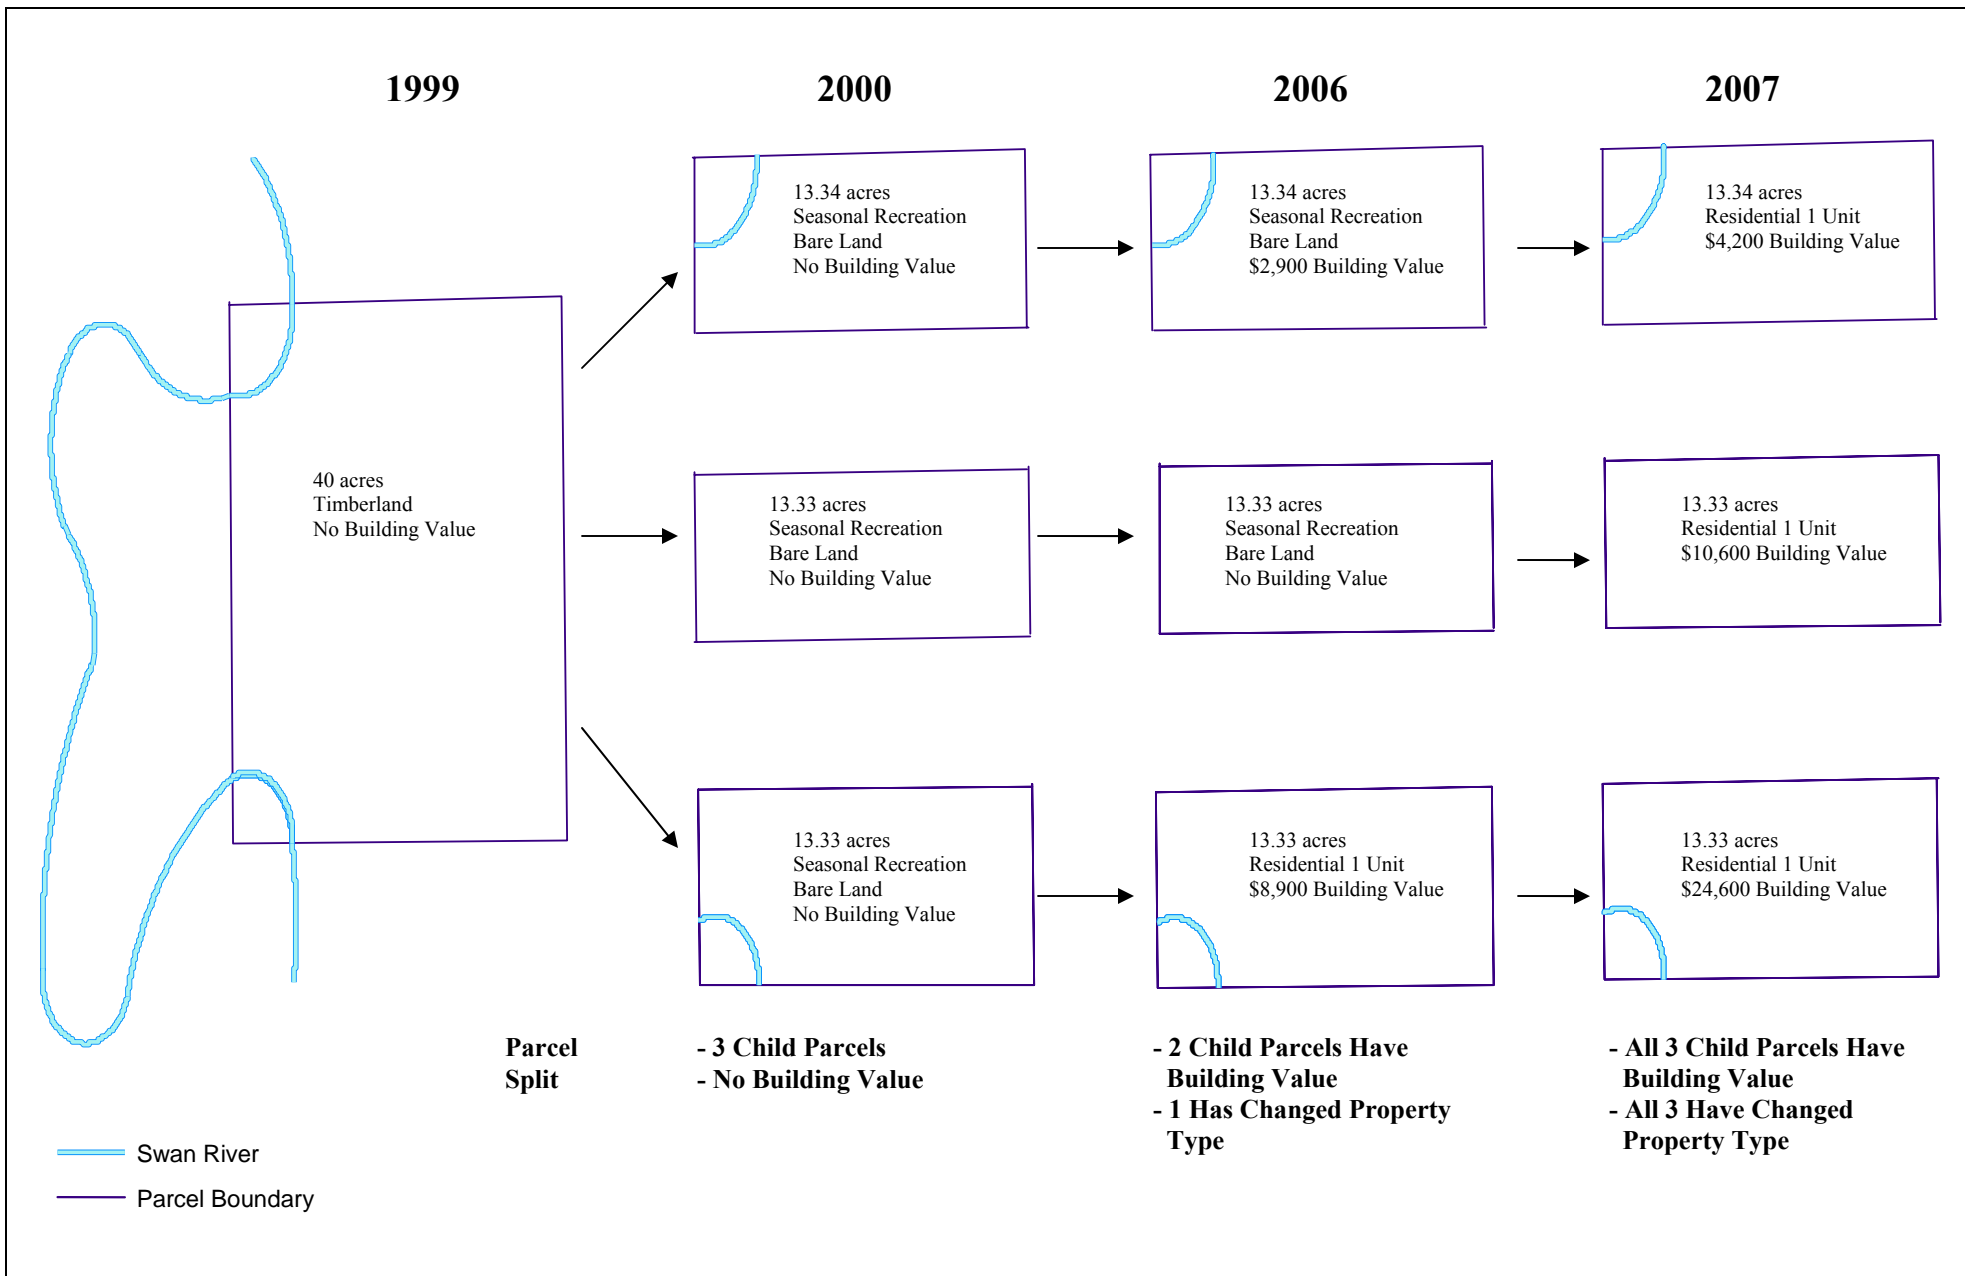 1999
2000
2006
2007
40 acres
Timberland
No Building Value
13.34 acres
Seasonal Recreation
Bare Land
No Building Value
13.34 acres
Seasonal Recreation
Bare Land
$2,900 Building Value
13.34 acres
Residential 1 Unit
$4,200 Building Value
13.33 acres
Seasonal Recreation
Bare Land
No Building Value
13.33 acres
Seasonal Recreation
Bare Land
No Building Value
13.33 acres
Residential 1 Unit
$10,600 Building Value
13.33 acres
Seasonal Recreation
Bare Land
No Building Value
13.33 acres
Residential 1 Unit
$8,900 Building Value
13.33 acres
Residential 1 Unit
$24,600 Building Value
Parcel
Split
- 3 Child Parcels
- No Building Value
- 2 Child Parcels Have
Building Value
- 1 Has Changed Property
Type
- All 3 Child Parcels Have
Building Value
- All 3 Have Changed
Property Type
Swan River
Parcel Boundary